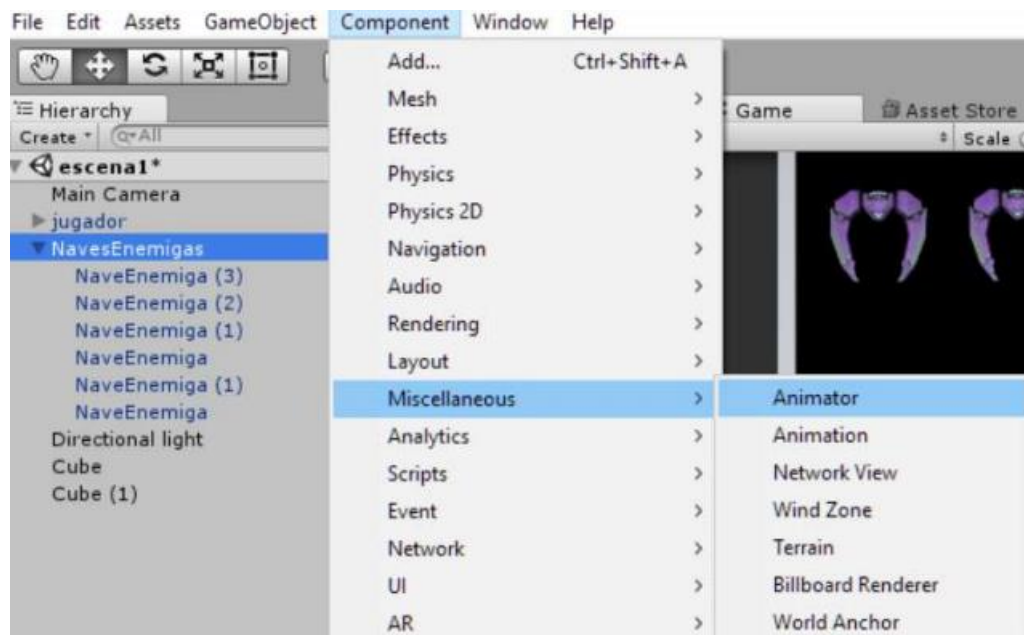 File Edit Assets GameObject Component Window Help
Add... Ctrl+Shift+A
Mesh
Effects
Physics
Physics 2D
Navigation
Audio
Rendering
Layout
Miscellaneous
Analytics
Scripts
Event
Network
UI
AR
Hierarchy
Create All
escena1*
Main Camera
jugador
NavesEnemigas
NaveEnemiga (3)
NaveEnemiga (2)
NaveEnemiga (1)
NaveEnemiga
NaveEnemiga (1)
NaveEnemiga
Directional light
Cube
Cube (1)
Game Asset Store
Scale
Animator
Animation
Network View
Wind Zone
Terrain
Billboard Renderer
World Anchor